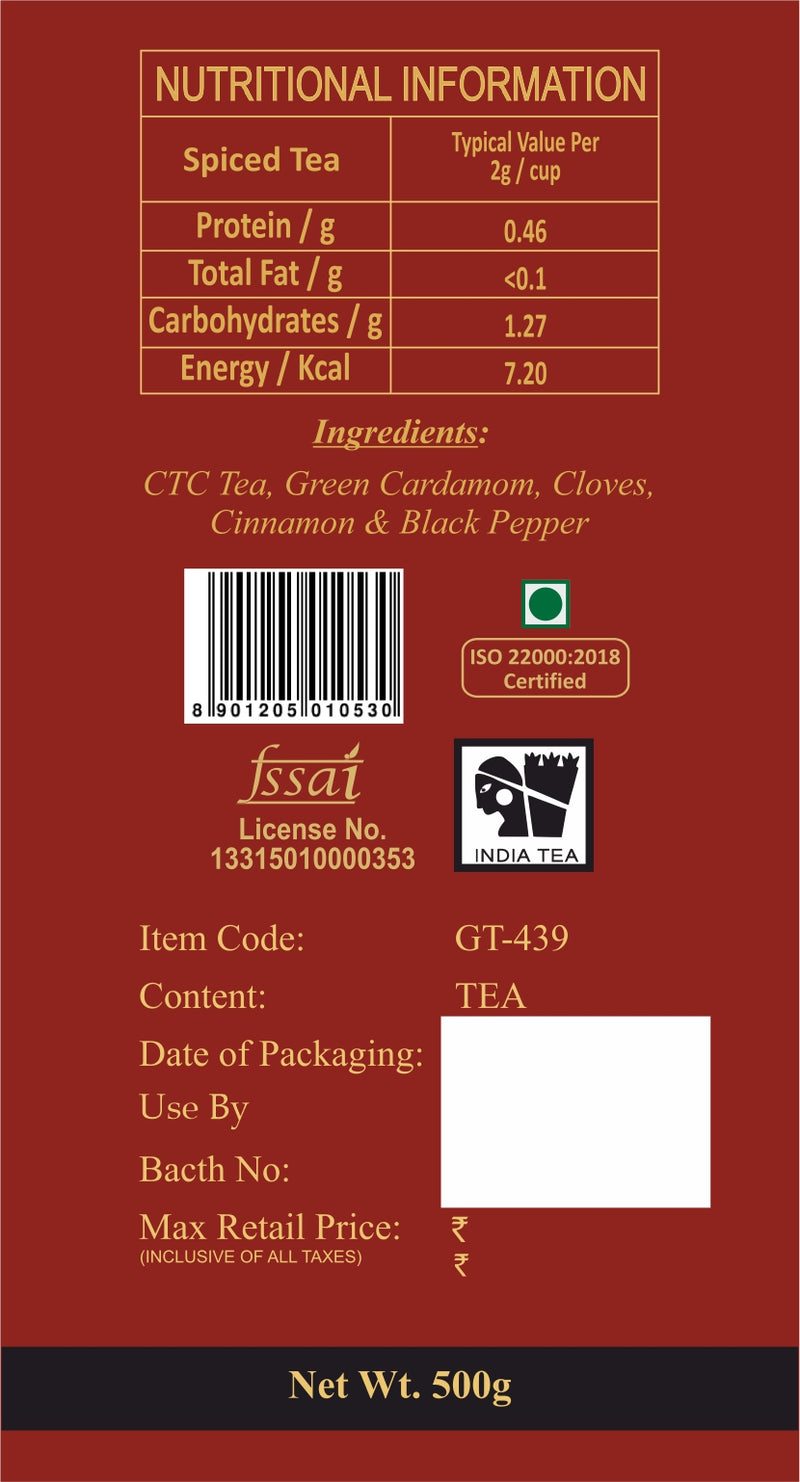 NUTRITIONAL INFORMATION
Spiced Tea
Typical Value Per
2g / cup
Protein / g 0.46
Total Fat / g <0.1
Carbohydrates / g 1.27
Energy / Kcal 7.20
Ingredients:
CTC Tea, Green Cardamom, Cloves,
Cinnamon & Black Pepper
8 901205 010530
ISO 22000:2018
Certified
fssai
License No.
13315010000353
INDIA TEA
Item Code: GT-439
Content: TEA
Date of Packaging:
Use By
Bacth No:
Max Retail Price: ₹
(INCLUSIVE OF ALL TAXES) ₹
Net Wt. 500g